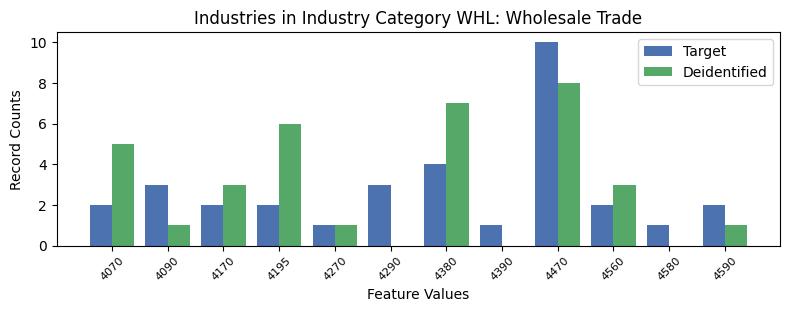 Industries in Industry Category WHL: Wholesale Trade
Target
Deidentified
Record Counts
10
8
6
4
2
0
4070 4090 4170 4195 4270 4290 4380 4390 4470 4560 4580 4590
Feature Values